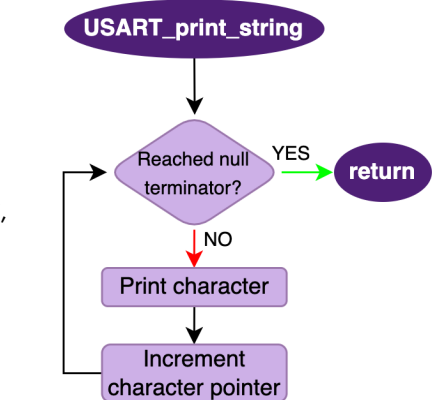 USART_print_string
Reached null
terminator?
YES
return
,
NO
Print character
Increment
character pointer